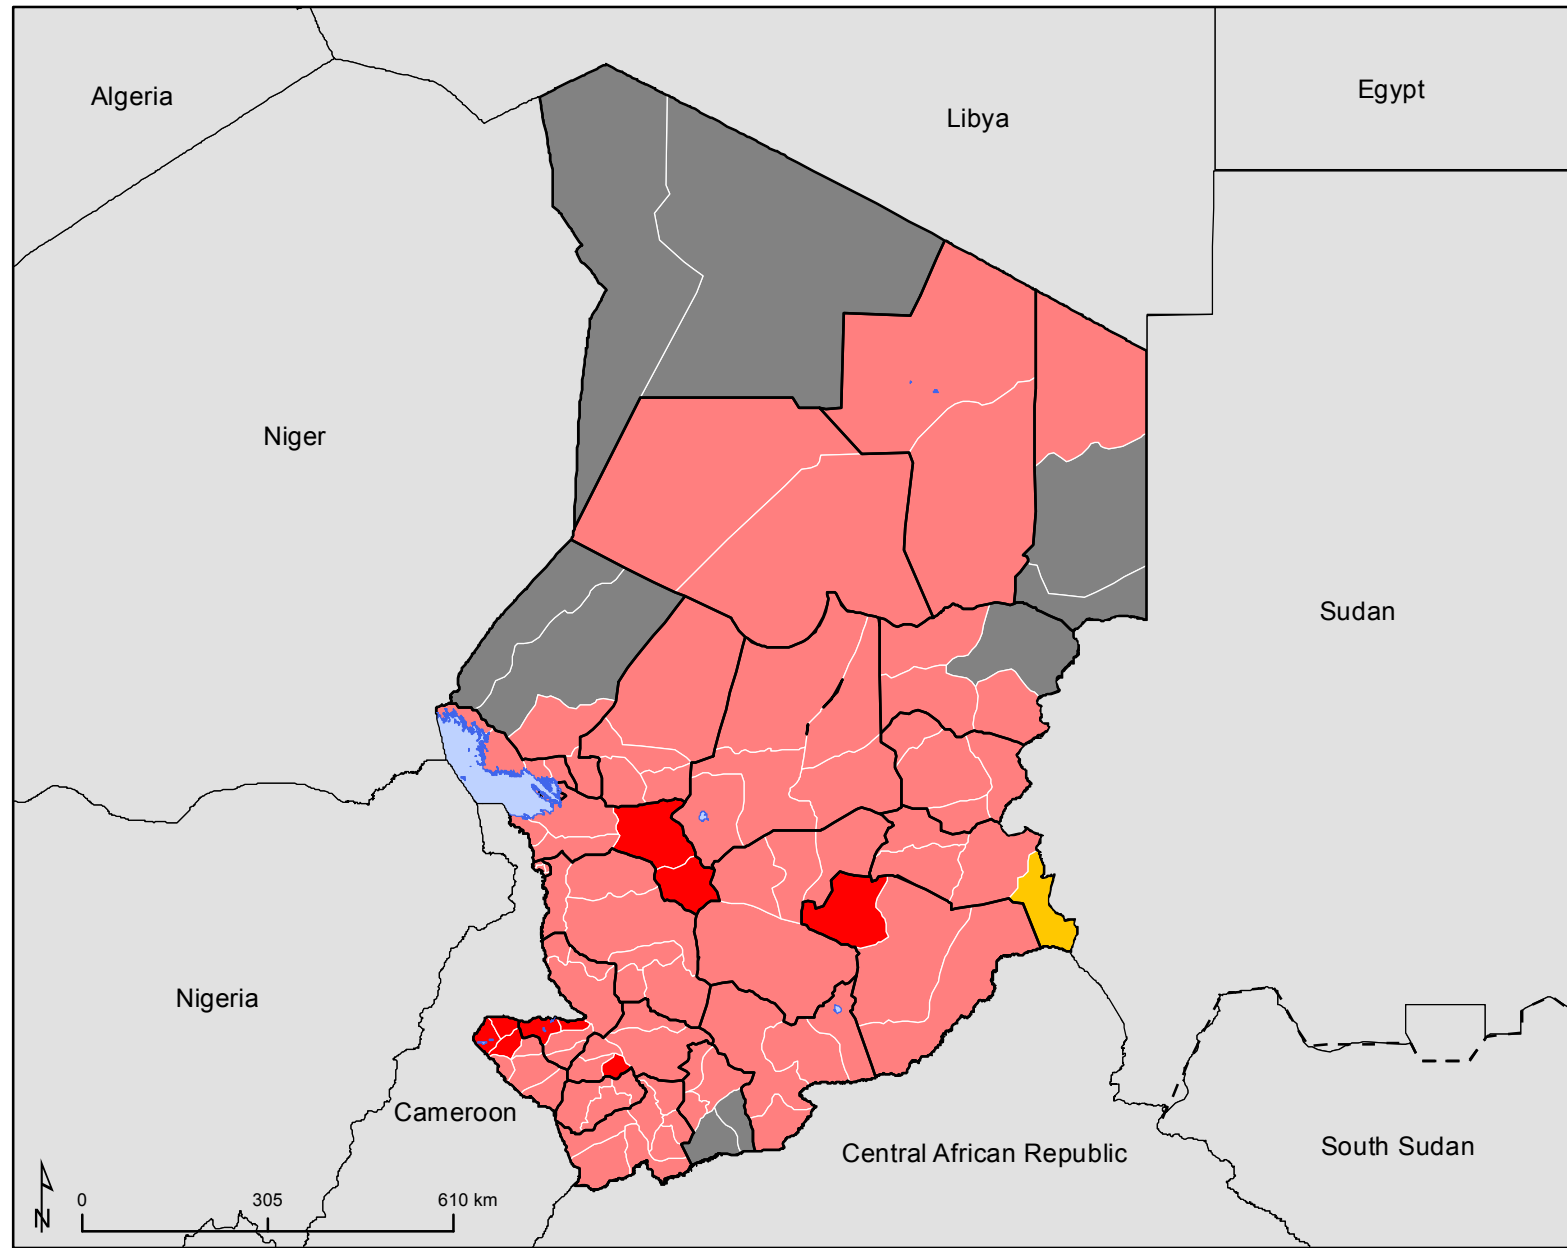 Algeria
Libya
Egypt
Niger
Sudan
Nigeria
Cameroon
Central African Republic
South Sudan
0
305
610 km
N